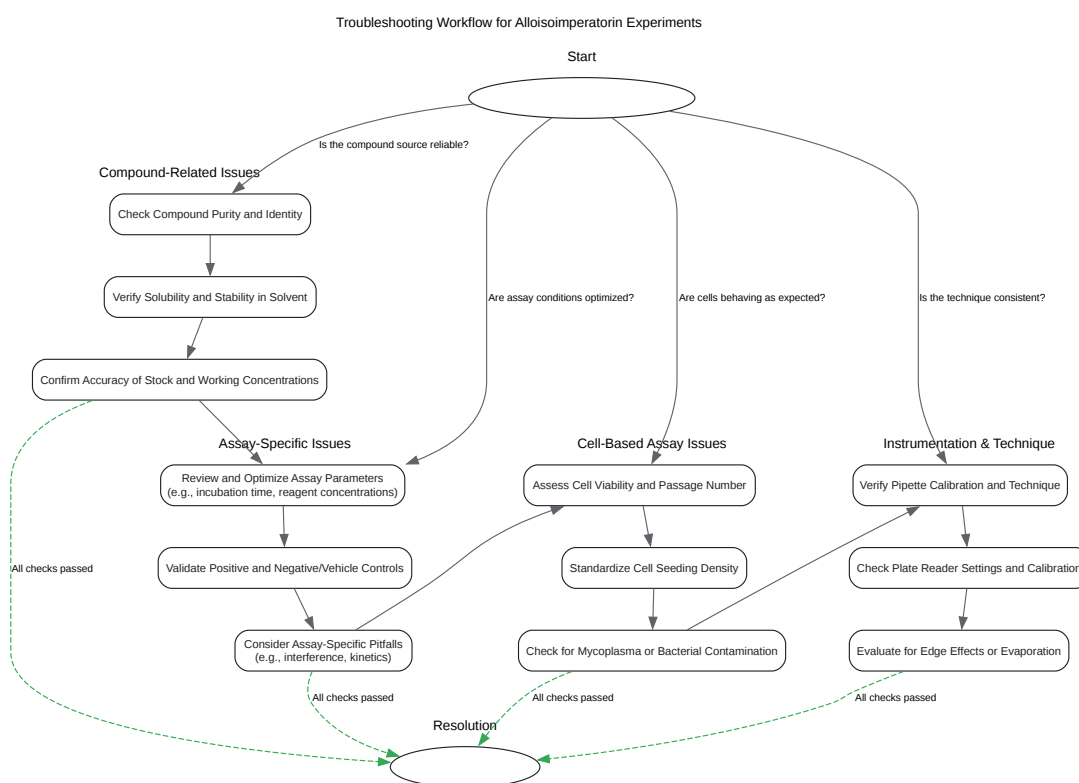 Troubleshooting Workflow for Alloisoimperatorin Experiments
Start
Is the compound source reliable?
Compound-Related Issues
Check Compound Purity and Identity
Verify Solubility and Stability in Solvent
Are assay conditions optimized?
Are cells behaving as expected?
Is the technique consistent?
Confirm Accuracy of Stock and Working Concentrations
Assay-Specific Issues
Cell-Based Assay Issues
Instrumentation & Technique
Review and Optimize Assay Parameters
(e.g., incubation time, reagent concentrations)
Assess Cell Viability and Passage Number
Verify Pipette Calibration and Technique
All checks passed
Validate Positive and Negative/Vehicle Controls
Standardize Cell Seeding Density
Check Plate Reader Settings and Calibration
Consider Assay-Specific Pitfalls
(e.g., interference, kinetics)
Check for Mycoplasma or Bacterial Contamination
Evaluate for Edge Effects or Evaporation
All checks passed
All checks passed
All checks passed
Resolution